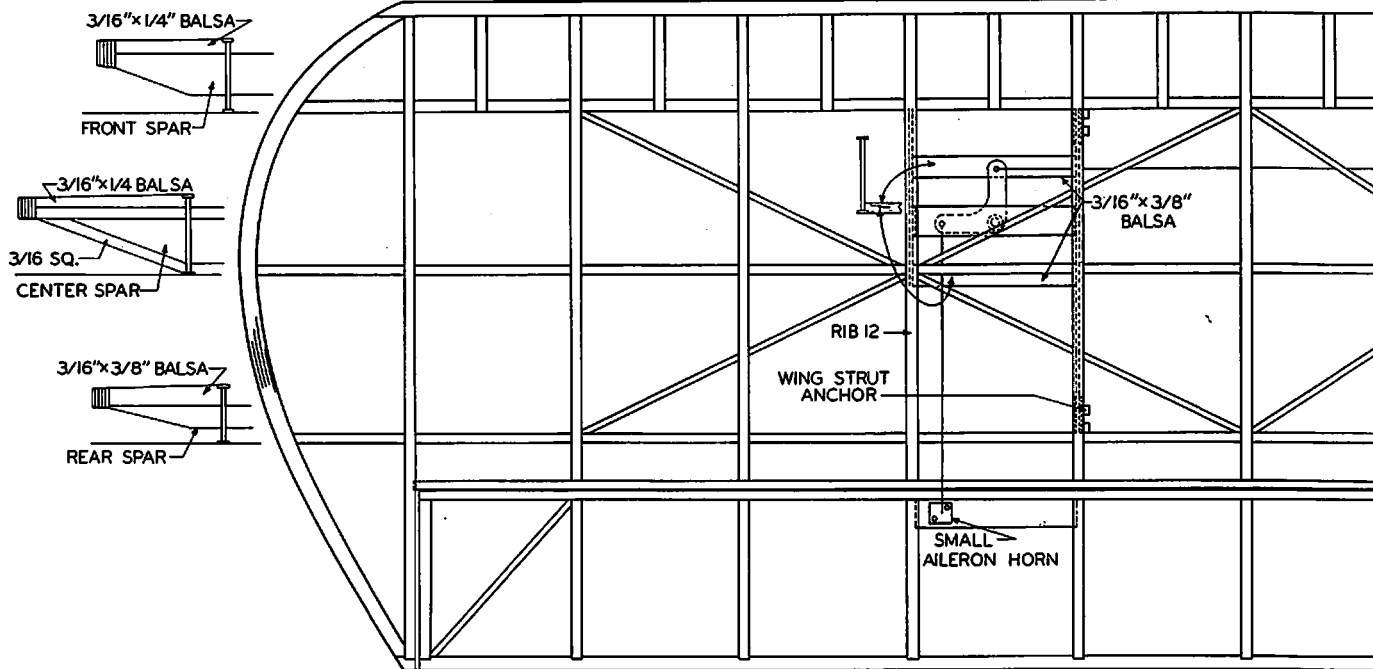 3/16"×1/4" BALSA
FRONT SPAR
3/16"×1/4 BALSA
3/16 SQ.
CENTER SPAR
3/16"×3/8" BALSA
REAR SPAR
3/16"×3/8"
BALSA
RIB 12
WING STRUT
ANCHOR
SMALL
AILERON HORN